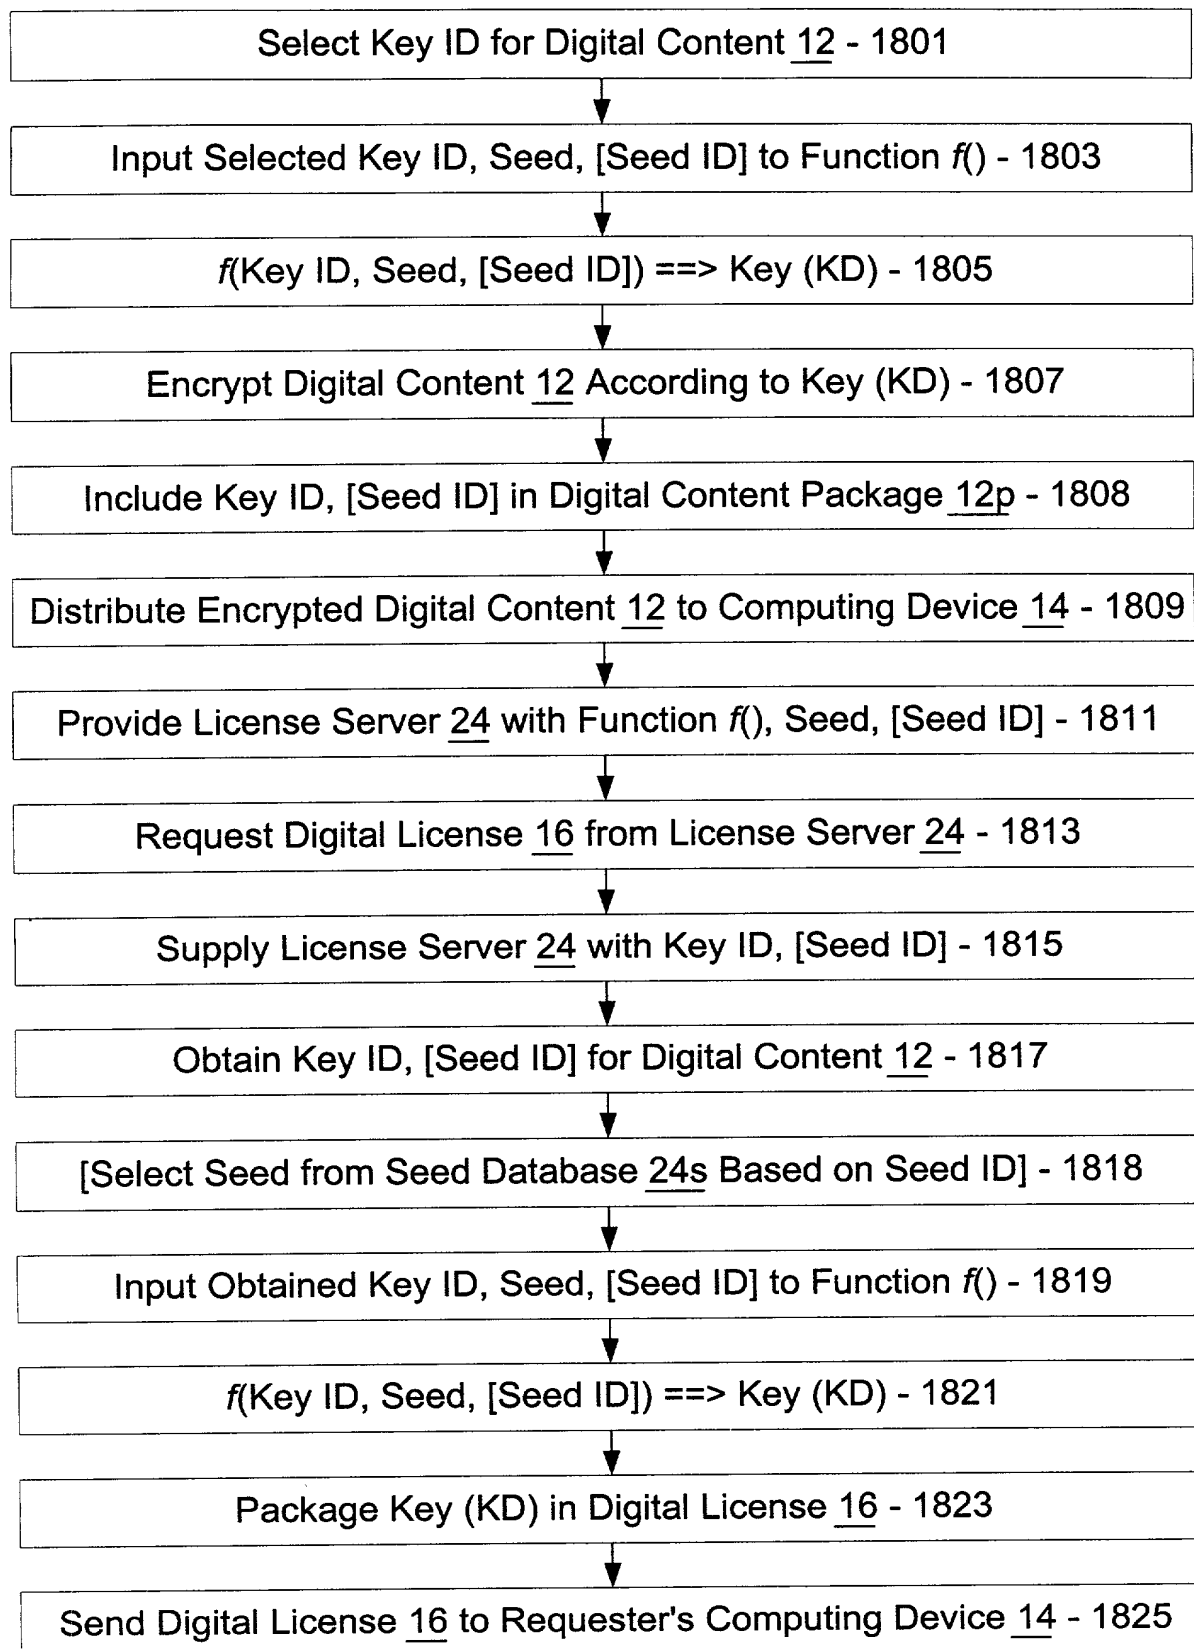 Select Key ID for Digital Content 12 - 1801
Input Selected Key ID, Seed, [Seed ID] to Function f() - 1803
f(Key ID, Seed, [Seed ID]) ==> Key (KD) - 1805
Encrypt Digital Content 12 According to Key (KD) - 1807
Include Key ID, [Seed ID] in Digital Content Package 12p - 1808
Distribute Encrypted Digital Content 12 to Computing Device 14 - 1809
Provide License Server 24 with Function f(), Seed, [Seed ID] - 1811
Request Digital License 16 from License Server 24 - 1813
Supply License Server 24 with Key ID, [Seed ID] - 1815
Obtain Key ID, [Seed ID] for Digital Content 12 - 1817
[Select Seed from Seed Database 24s Based on Seed ID] - 1818
Input Obtained Key ID, Seed, [Seed ID] to Function f() - 1819
f(Key ID, Seed, [Seed ID]) ==> Key (KD) - 1821
Package Key (KD) in Digital License 16 - 1823
Send Digital License 16 to Requester's Computing Device 14 - 1825